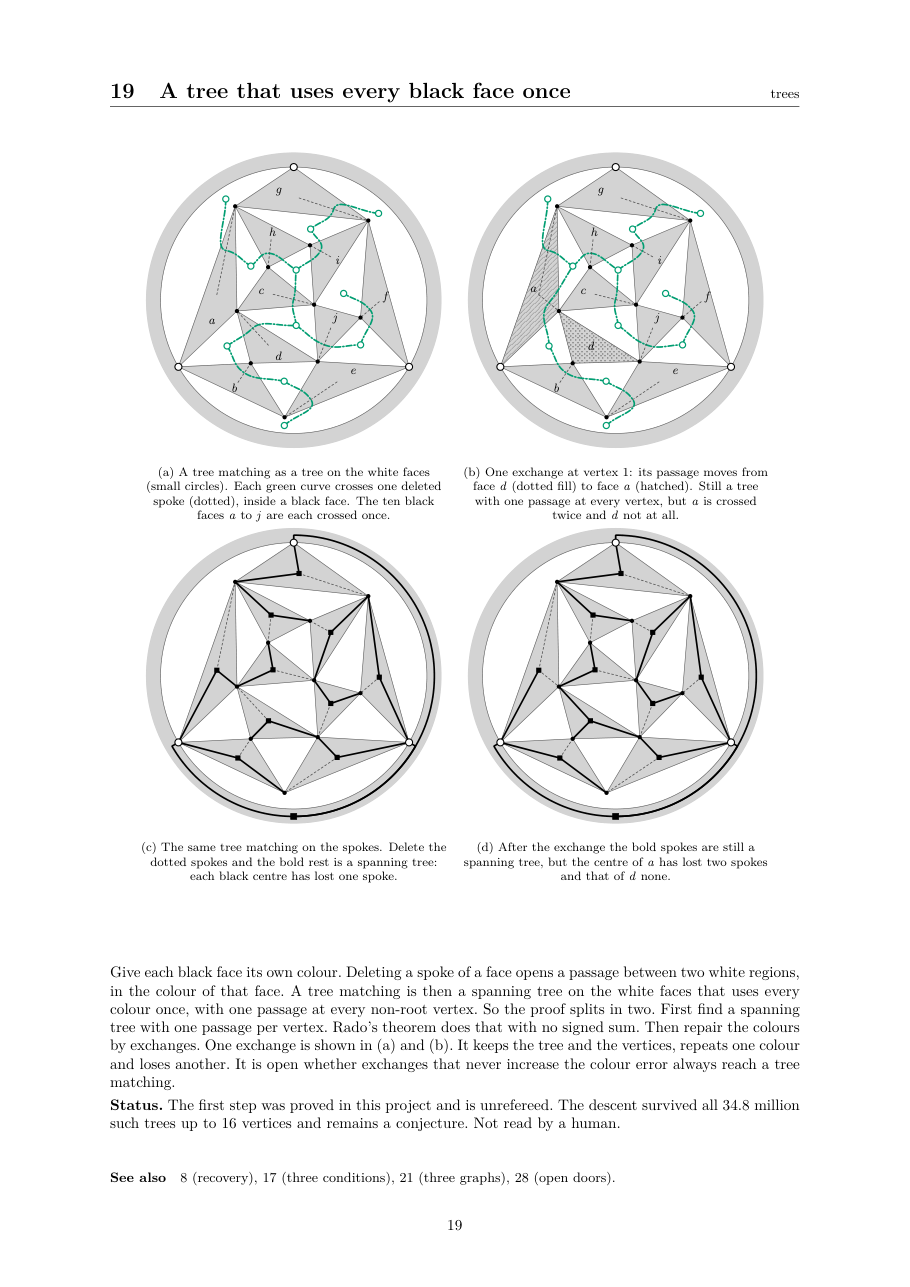 19 A tree that uses every black face once trees
g
h
i
c
f
j
a
d
e
b
g
h
i
a
c
f
j
d
e
b
(a) A tree matching as a tree on the white faces
(small circles). Each green curve crosses one deleted
spoke (dotted), inside a black face. The ten black
faces a to j are each crossed once.
(b) One exchange at vertex 1: its passage moves from
face d (dotted fill) to face a (hatched). Still a tree
with one passage at every vertex, but a is crossed
twice and d not at all.
(c) The same tree matching on the spokes. Delete the
dotted spokes and the bold rest is a spanning tree:
each black centre has lost one spoke.
(d) After the exchange the bold spokes are still a
spanning tree, but the centre of a has lost two spokes
and that of d none.
Give each black face its own colour. Deleting a spoke of a face opens a passage between two white regions,
in the colour of that face. A tree matching is then a spanning tree on the white faces that uses every
colour once, with one passage at every non-root vertex. So the proof splits in two. First find a spanning
tree with one passage per vertex. Rado's theorem does that with no signed sum. Then repair the colours
by exchanges. One exchange is shown in (a) and (b). It keeps the tree and the vertices, repeats one colour
and loses another. It is open whether exchanges that never increase the colour error always reach a tree
matching.
Status. The first step was proved in this project and is unrefereed. The descent survived all 34.8 million
such trees up to 16 vertices and remains a conjecture. Not read by a human.
See also 8 (recovery), 17 (three conditions), 21 (three graphs), 28 (open doors).
19